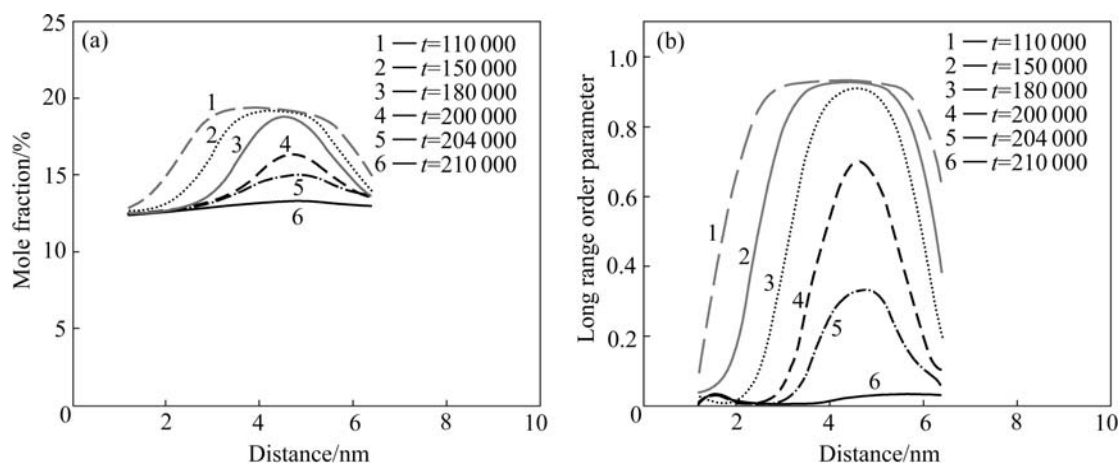 (a)
1 — t=110 000
2 — t=150 000
3 — t=180 000
4 — t=200 000
5 — t=204 000
6 — t=210 000
25
20
15
10
5
0
2
4
6
8
10
1
2
3
4
5
6
Mole fraction/%
Distance/nm
(b)
1 — t=110 000
2 — t=150 000
3 — t=180 000
4 — t=200 000
5 — t=204 000
6 — t=210 000
1.0
0.8
0.6
0.4
0.2
0
2
4
6
8
10
1
2
3
4
5
6
Long range order parameter
Distance/nm